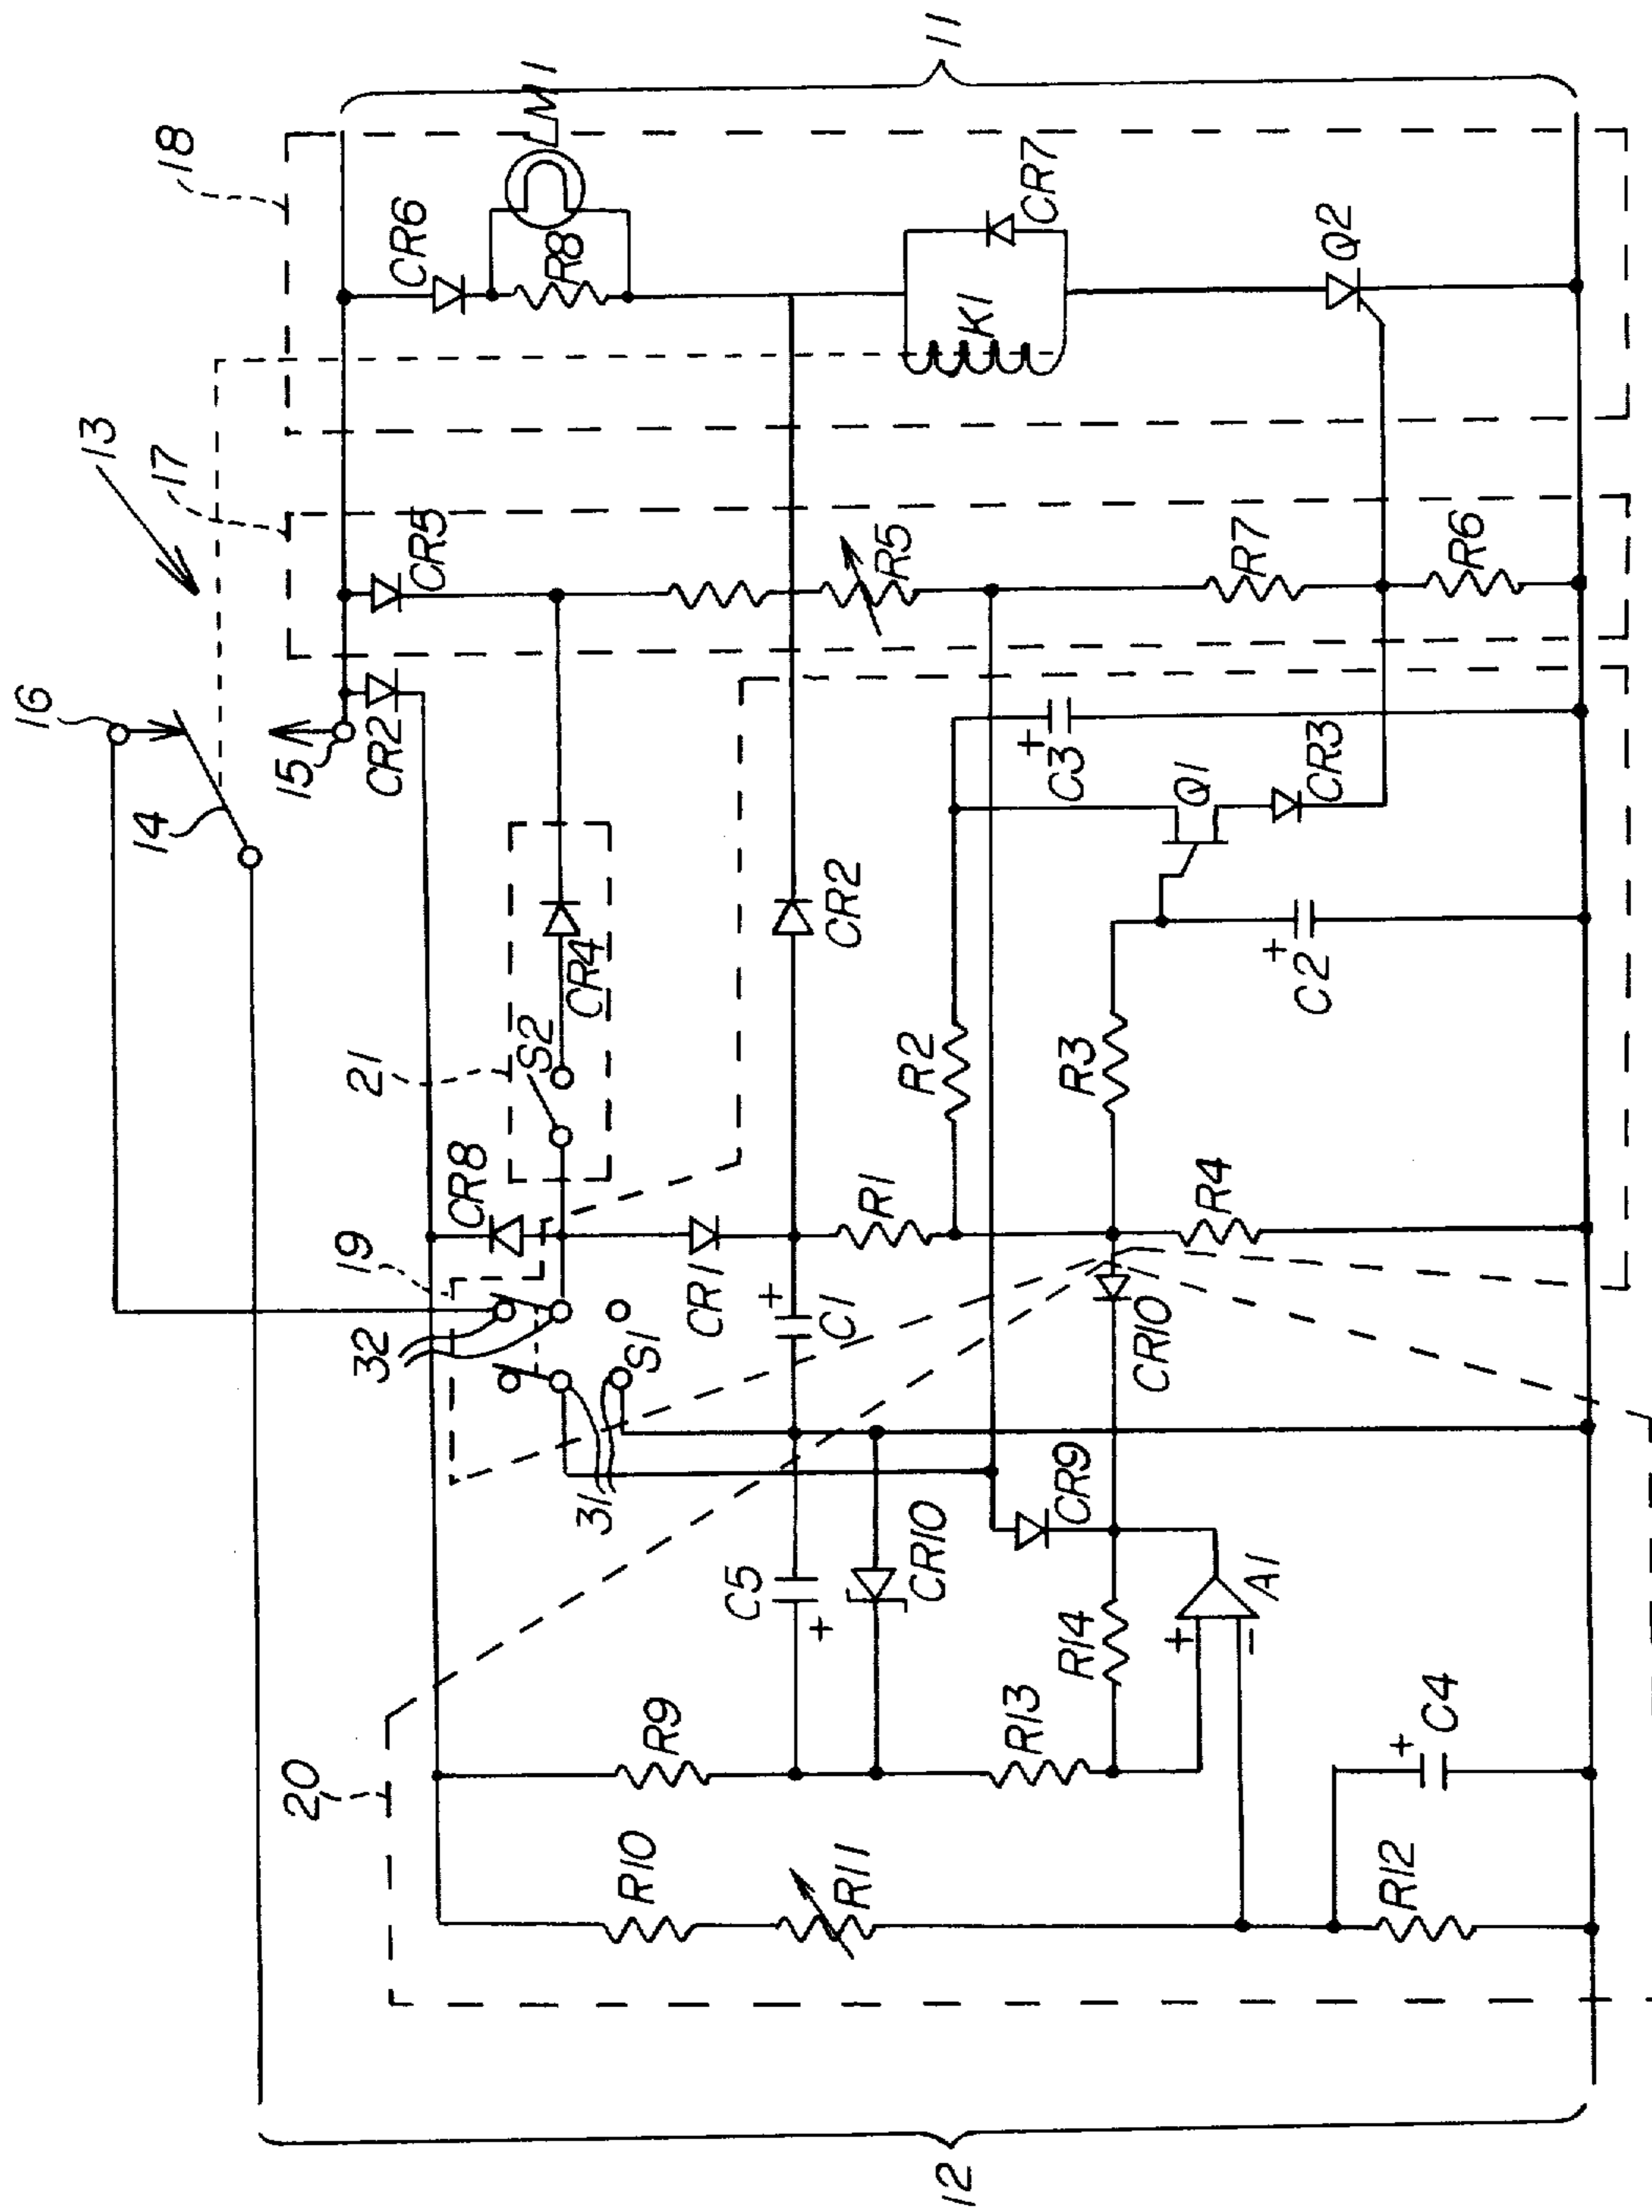 11
18
LM1
CR6
R8
CR7
K1
Q2
13
17
CR5
R5
R7
R6
16
14
15
CR2
C3
+
Q1
CR3
CR2
+
C2
CR4
S2
21
R2
R3
CR8
19
CR1
R1
R4
32
S1
+
C1
CR10
31
CR9
C5
+
CR10
R14
+
-
A1
20
R9
R13
+
C4
R10
R11
R12
12